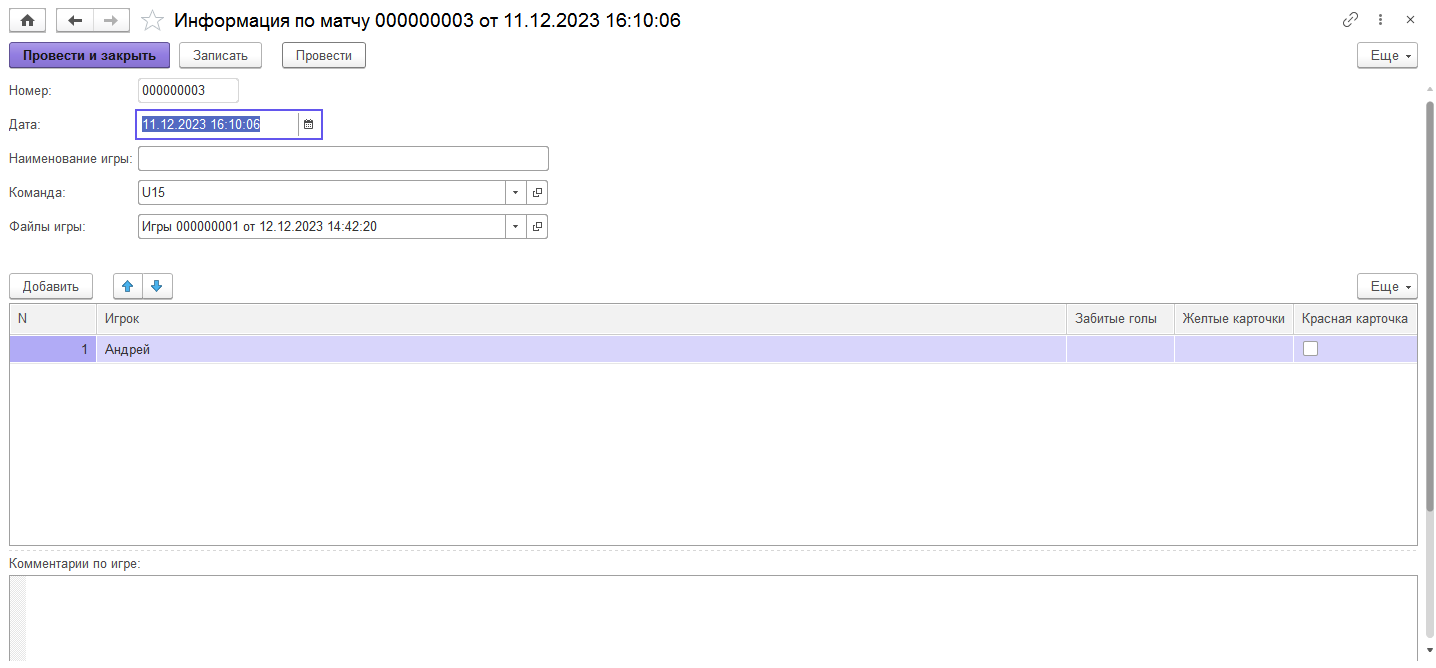 Информация по матчу 000000003 от 11.12.2023 16:10:06
Провести и закрыть Записать Провести Еще
Номер: 000000003
Дата: 11.12.2023 16:10:06
Наименование игры:
Команда: U15
Файлы игры: Игры 000000001 от 12.12.2023 14:42:20
Добавить Еще
N Игрок Забитые голы Желтые карточки Красная карточка
1 Андрей
Комментарии по игре: